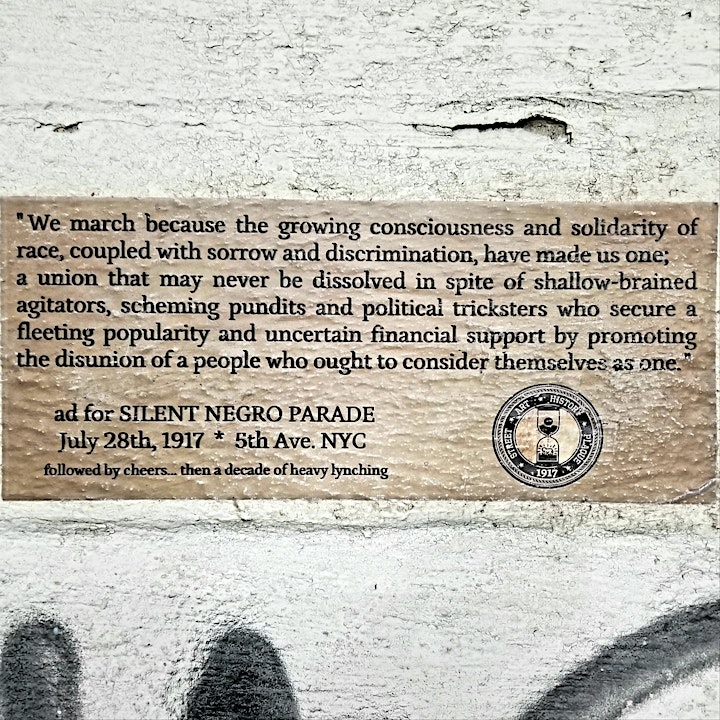 "We march because the growing consciousness and solidarity of
race, coupled with sorrow and discrimination, have made us one;
a union that may never be dissolved in spite of shallow-brained
agitators, scheming pundits and political tricksters who secure a
fleeting popularity and uncertain financial support by promoting
the disunion of a people who ought to consider themselves as one."
ad for SILENT NEGRO PARADE
July 28th, 1917 * 5th Ave. NYC
followed by cheers... then a decade of heavy lynching
STREET ART HISTORY PLAQUE
1917